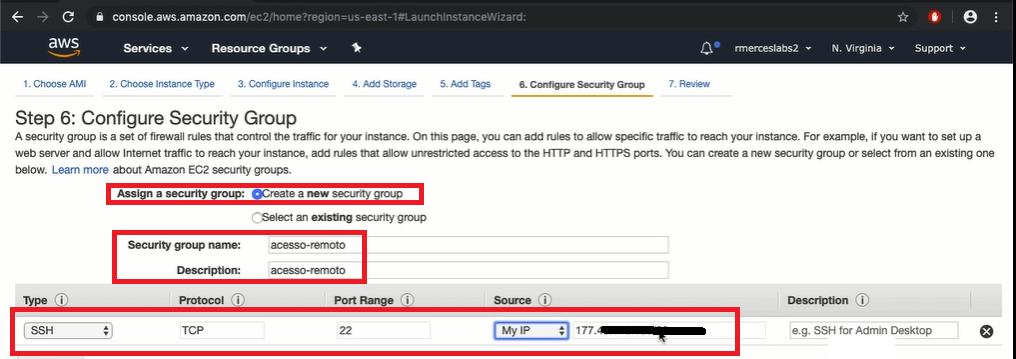 console.aws.amazon.com/ec2/home?region=us-east-1#LaunchInstanceWizard:
aws Services Resource Groups rmerceslabs2 N. Virginia Support
1. Choose AMI 2. Choose Instance Type 3. Configure Instance 4. Add Storage 5. Add Tags 6. Configure Security Group 7. Review
Step 6: Configure Security Group
A security group is a set of firewall rules that control the traffic for your instance. On this page, you can add rules to allow specific traffic to reach your instance. For example, if you want to set up a
web server and allow Internet traffic to reach your instance, add rules that allow unrestricted access to the HTTP and HTTPS ports. You can create a new security group or select from an existing one
below. Learn more about Amazon EC2 security groups.
Assign a security group: Create a new security group
Select an existing security group
Security group name: acesso-remoto
Description: acesso-remoto
Type i Protocol i Port Range i Source i Description i
SSH TCP 22 My IP 177.4 e.g. SSH for Admin Desktop